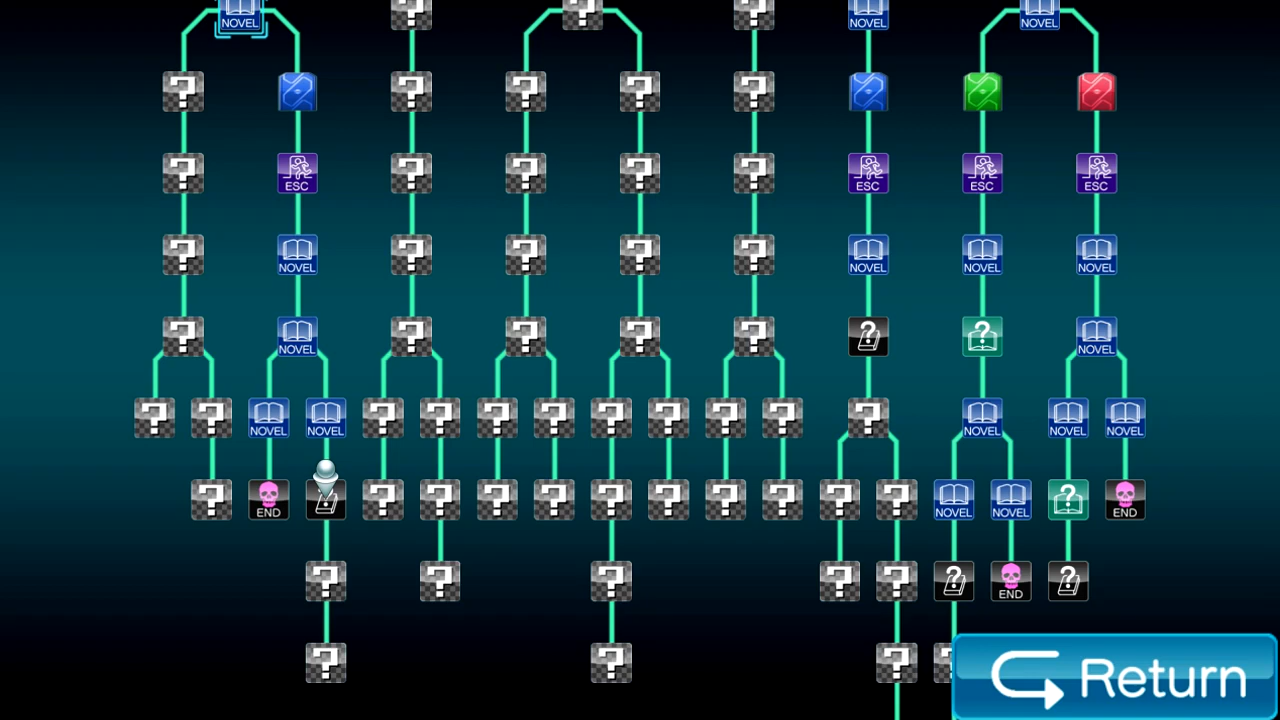 NOVEL ? ? ? NOVEL NOVEL
? ? ? ? ?
? ESC ? ? ? ? ESC ESC ESC
? NOVEL ? ? ? ? NOVEL NOVEL NOVEL
? NOVEL ? ? ? ? ? ? NOVEL
? ? NOVEL NOVEL ? ? ? ? ? ? ? ? ? NOVEL NOVEL NOVEL
? END ? ? ? ? ? ? ? ? ? ? NOVEL NOVEL ? END
? ? ? ? ? ? END ?
? ? ?
Return